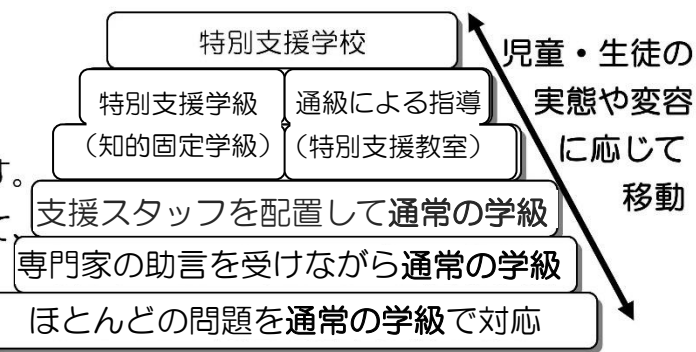 特別支援学校
特別支援学級
（知的固定学級）
通級による指導
（特別支援教室）
支援スタッフを配置して通常の学級
専門家の助言を受けながら通常の学級
ほとんどの問題を通常の学級で対応
児童・生徒の
実態や変容
に応じて
移動
す。